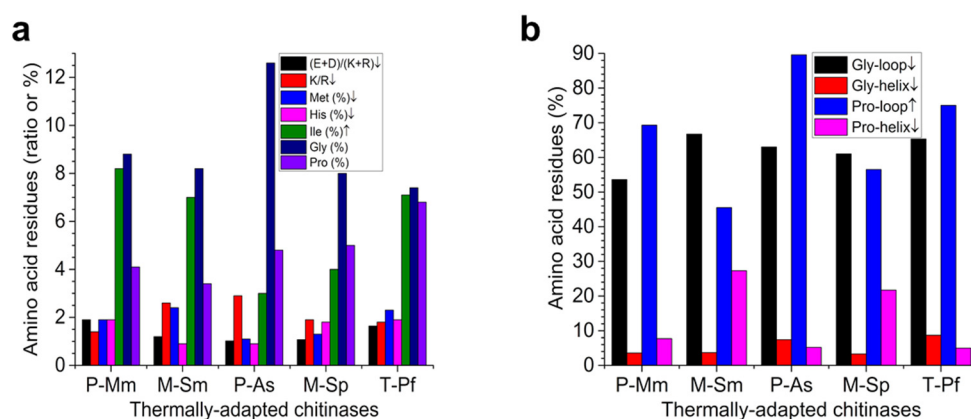 a
Amino acid residues (ratio or %)
12
10
8
6
4
2
0
(E+D)/(K+R)↓
K/R↓
Met (%)↓
His (%)↓
Ile (%)↑
Gly (%)
Pro (%)
P-Mm M-Sm P-As M-Sp T-Pf
Thermally-adapted chitinases
b
Amino acid residues (%)
90
80
70
60
50
40
30
20
10
0
Gly-loop↓
Gly-helix↓
Pro-loop↑
Pro-helix↓
P-Mm M-Sm P-As M-Sp T-Pf
Thermally-adapted chitinases